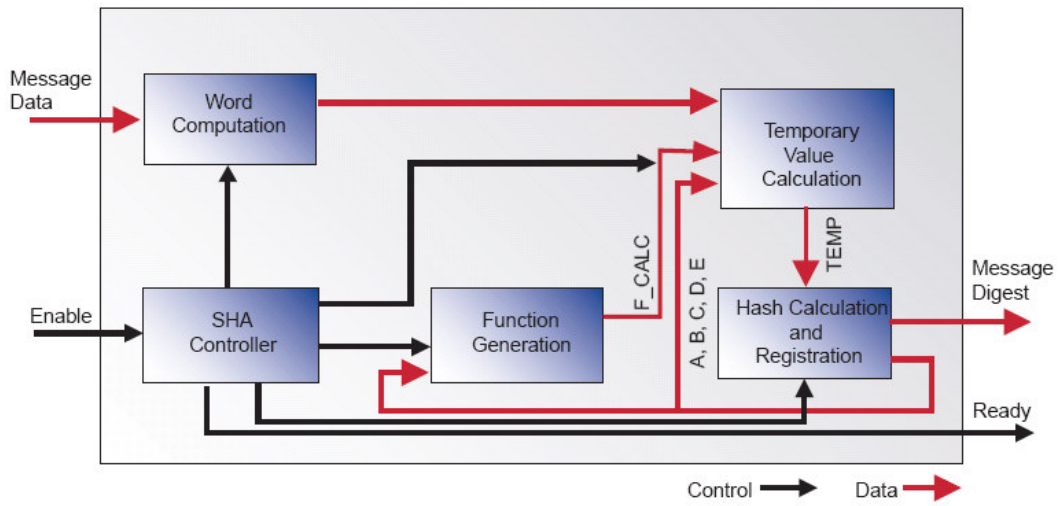 Message
Data
Word
Computation
Temporary
Value
Calculation
F_CALC
A, B, C, D, E
TEMP
Enable
SHA
Controller
Function
Generation
Hash Calculation
and
Registration
Message
Digest
Ready
Control
Data